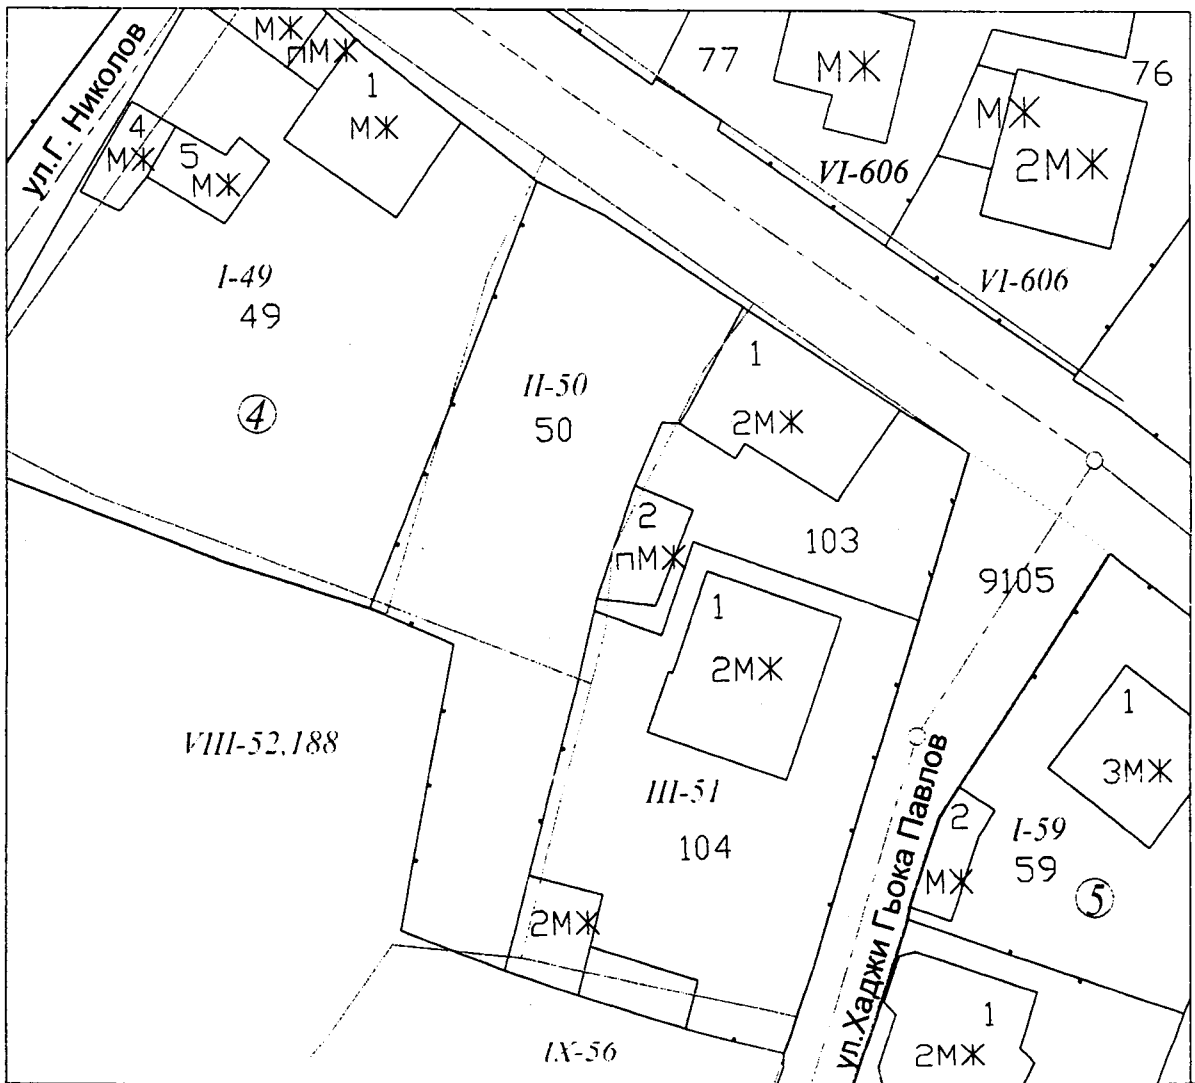 ул.Г. Николов
МЖ
пМЖ
1
МЖ
4
МЖ
5
МЖ
77
МЖ
76
МЖ
2МЖ
VI-606
VI-606
I-49
49
4
II-50
50
1
2МЖ
2
пМЖ
103
9105
1
2МЖ
VIII-52,188
III-51
104
2МЖ
IX-56
ул.Хаджи Гьока Павлов
1
3МЖ
2
МЖ
I-59
59
5
1
2МЖ